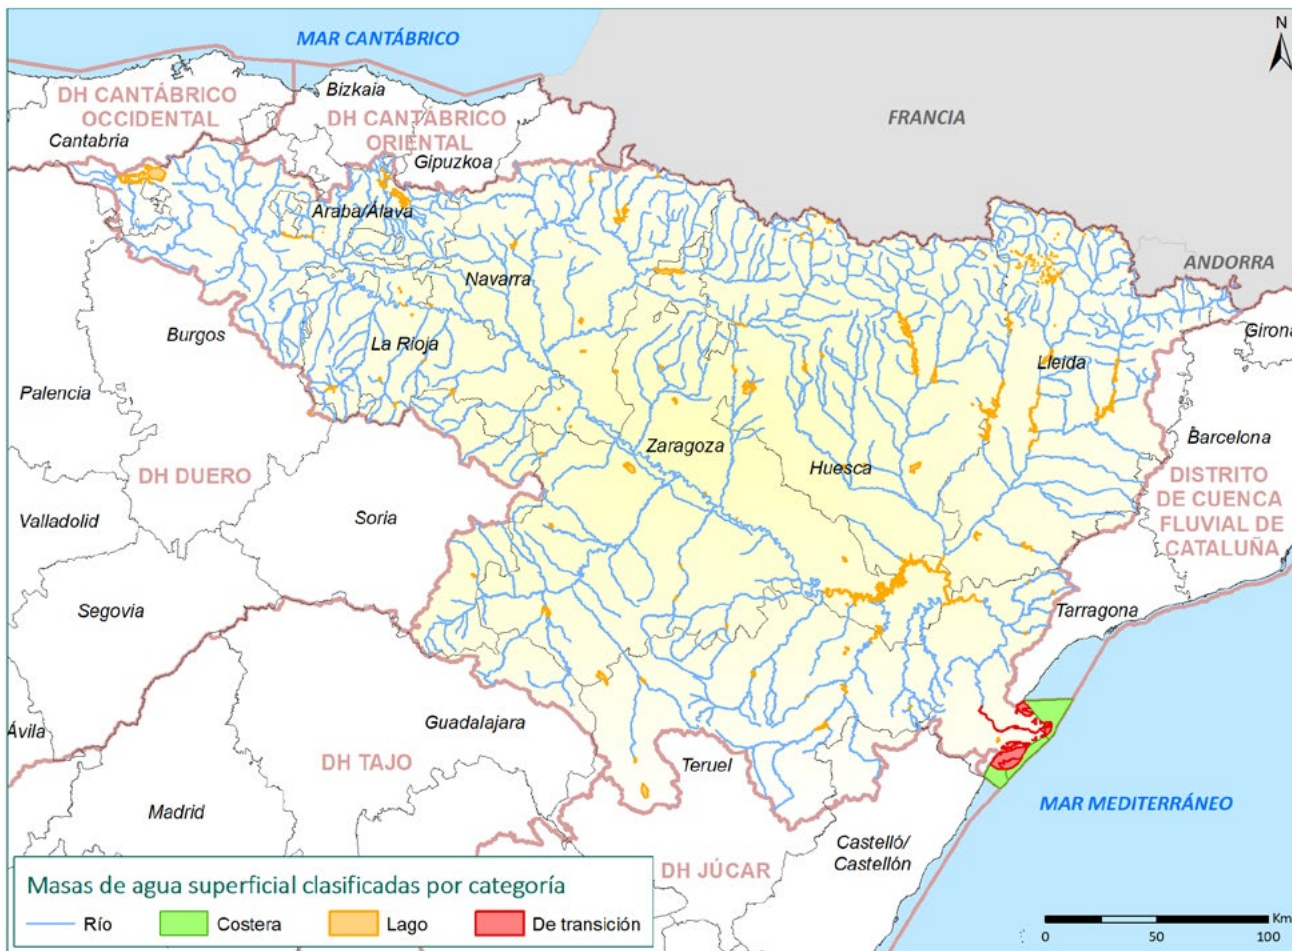 MAR CANTÁBRICO
N
DH CANTÁBRICO
OCCIDENTAL
Bizkaia
DH CANTÁBRICO
ORIENTAL
FRANCIA
Cantabria
Gipuzkoa
Araba/Álava
ANDORRA
Navarra
Burgos
La Rioja
Girona
Lleida
Palencia
Zaragoza
Huesca
Barcelona
DH DUERO
DISTRITO
DE CUENCA
FLUVIAL DE
CATALUÑA
Valladolid
Soria
Segovia
Tarragona
Ávila
Guadalajara
DH TAJO
Teruel
Madrid
MAR MEDITERRÁNEO
Castelló/
Castellón
DH JÚCAR
Masas de agua superficial clasificadas por categoría
Río
Costera
Lago
De transición
Km
0 50 100